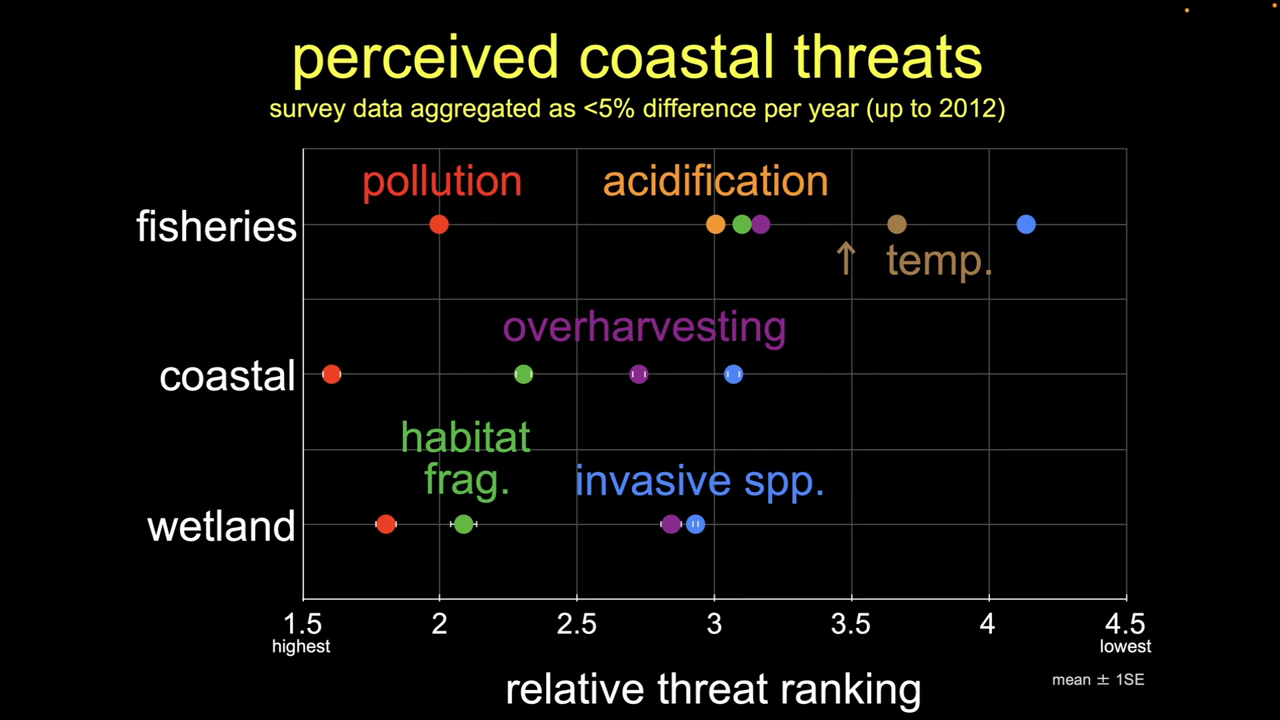 perceived coastal threats
survey data aggregated as <5% difference per year (up to 2012)
pollution
acidification
fisheries
↑ temp.
overharvesting
coastal
habitat
frag.
invasive spp.
wetland
1.5 2 2.5 3 3.5 4 4.5
highest lowest
relative threat ranking
mean ± 1SE